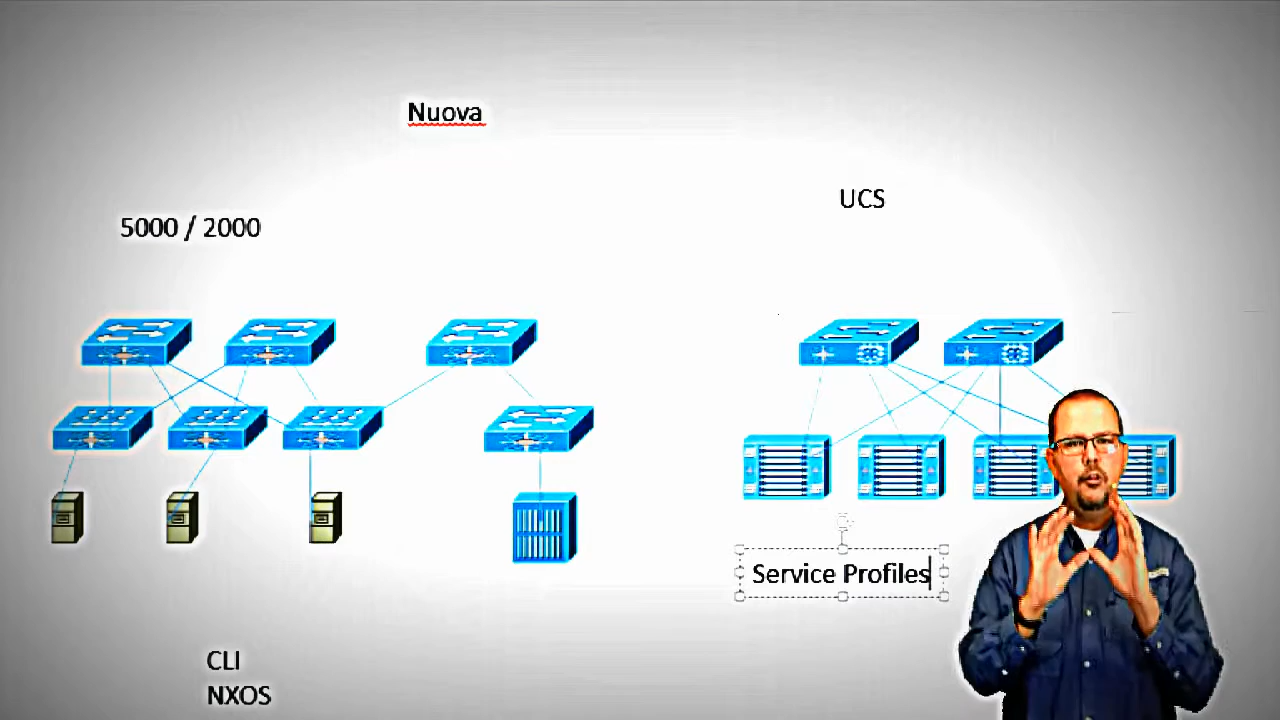 Nuova
UCS
5000 / 2000
Service Profiles
CLI
NXOS